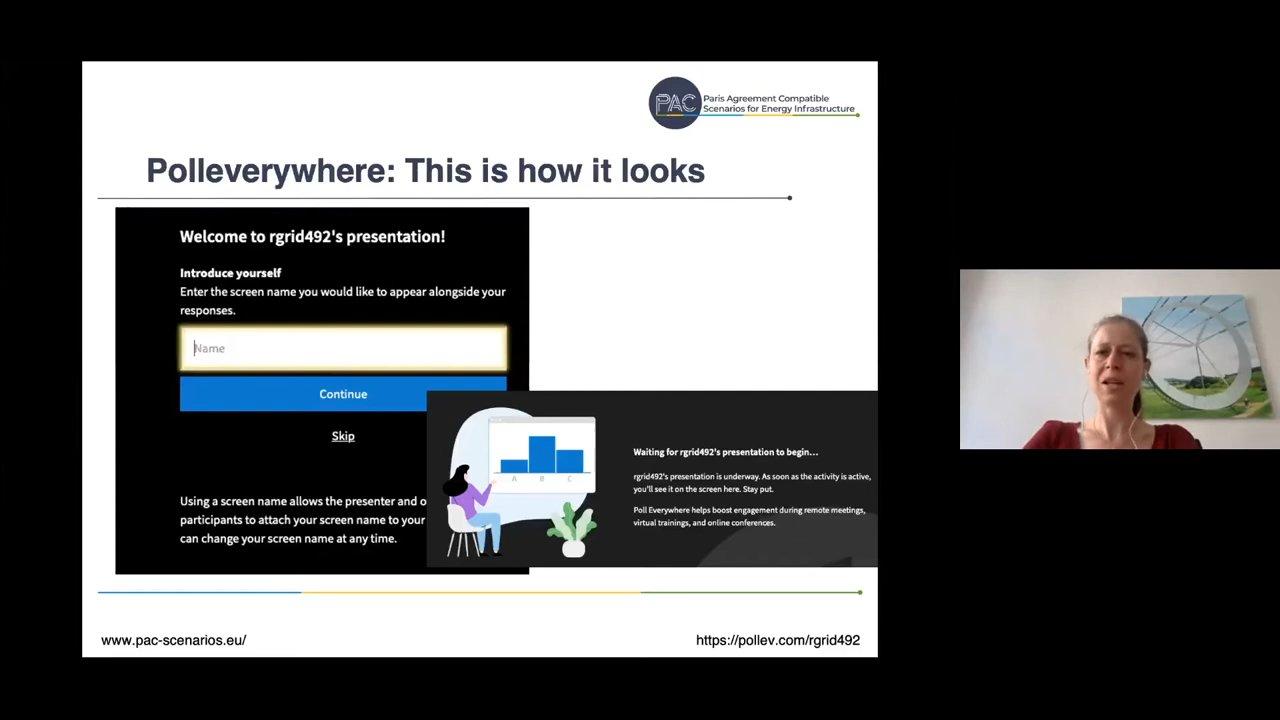 PAC
Paris Agreement Compatible
Scenarios for Energy Infrastructure
Polleverywhere: This is how it looks
Welcome to rgrid492's presentation!
Introduce yourself
Enter the screen name you would like to appear alongside your
responses.
Name
Continue
Skip
Using a screen name allows the presenter and o
participants to attach your screen name to your
can change your screen name at any time.
A B C
Waiting for rgrid492's presentation to begin...
rgrid492's presentation is underway. As soon as the activity is active,
you'll see it on the screen here. Stay put.
Poll Everywhere helps boost engagement during remote meetings,
virtual trainings, and online conferences.
www.pac-scenarios.eu/
https://pollev.com/rgrid492